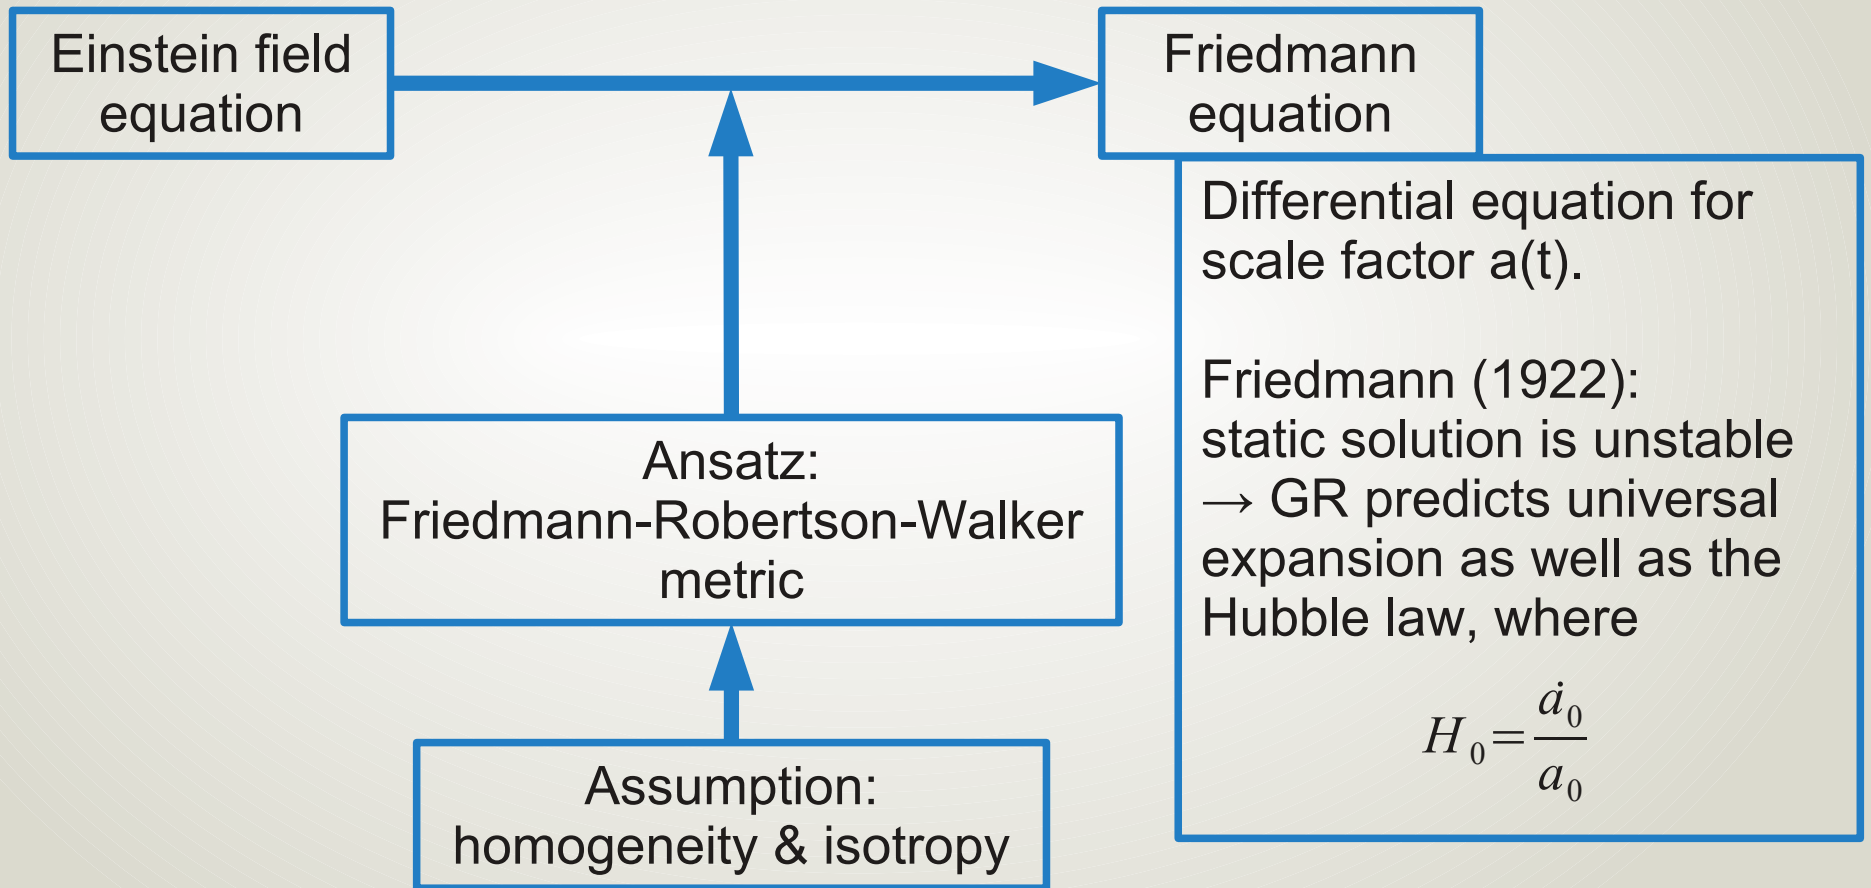 Einstein field
equation
Friedmann
equation
Differential equation for
scale factor a(t).
Friedmann (1922):
static solution is unstable
→ GR predicts universal
expansion as well as the
Hubble law, where
H₀=ȧ₀/a₀
Ansatz:
Friedmann-Robertson-Walker
metric
Assumption:
homogeneity & isotropy